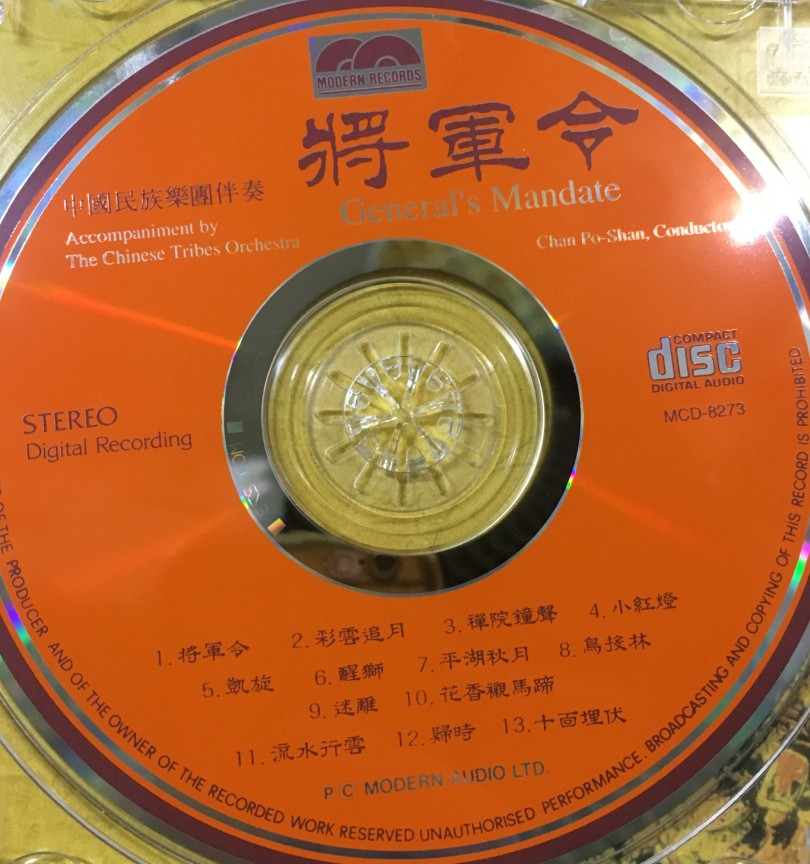 MODERN RECORDS
將軍令
General's Mandate
中國民族樂團伴奏
Accompaniment by
The Chinese Tribes Orchestra
Chan Po-Shan, Conductor
COMPACT
disc
DIGITAL AUDIO
MCD-8273
STEREO
Digital Recording
1. 將軍令 2. 彩雲追月 3. 禪院鐘聲 4. 小紅燈
5. 凱旋 6. 醒獅 7. 平湖秋月 8. 鳥投林
9. 迷離 10. 花香襯馬蹄
11. 流水行雲 12. 歸時 13. 十面埋伏
P C MODERN AUDIO LTD.
OF THE PRODUCER AND OF THE OWNER OF THE RECORDED WORK RESERVED. UNAUTHORISED PERFORMANCE. BROADCASTING AND COPYING OF THIS RECORD IS PROHIBITED